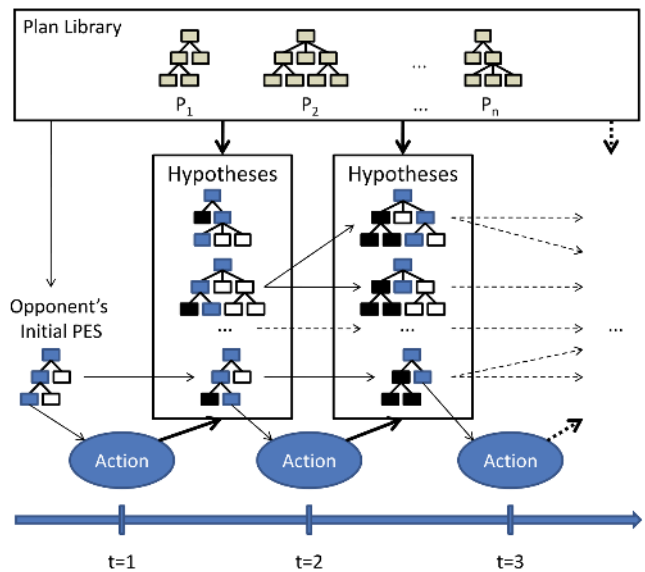 Plan Library
...
P1 P2 ... Pn
Hypotheses Hypotheses
Opponent's
Initial PES
... ... ...
Action Action Action
t=1 t=2 t=3